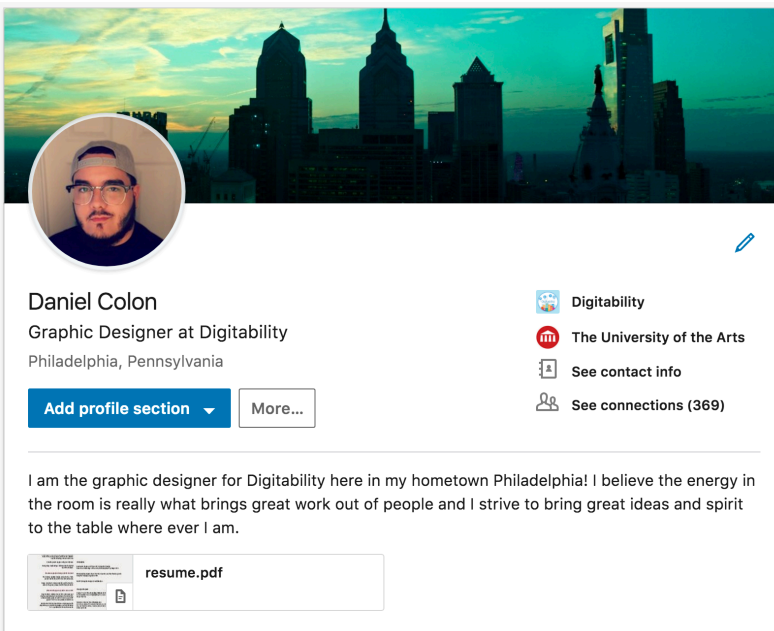 Daniel Colon
Graphic Designer at Digitability
Philadelphia, Pennsylvania
Add profile section
More...
Digitability
The University of the Arts
See contact info
See connections (369)
I am the graphic designer for Digitability here in my hometown Philadelphia! I believe the energy in
the room is really what brings great work out of people and I strive to bring great ideas and spirit
to the table where ever I am.
resume.pdf